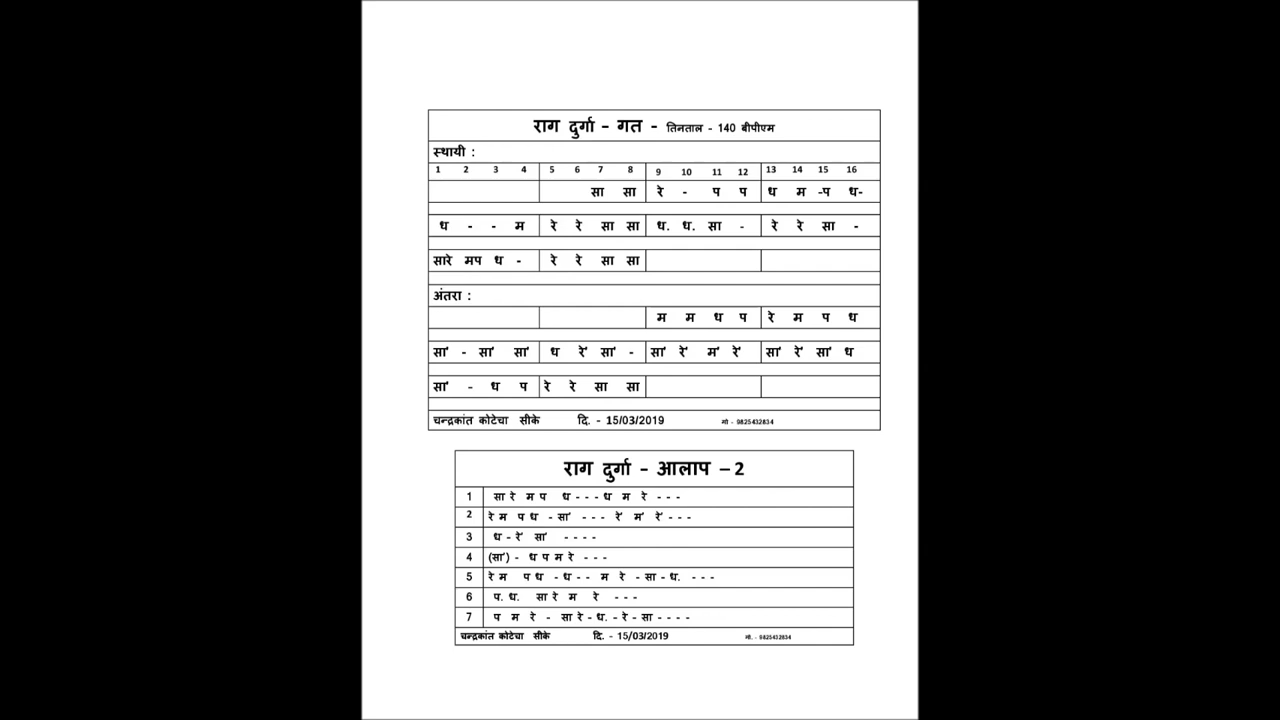 राग दुर्गा - गत - तिनताल - 140 बीपीएम
स्थायी :
1 2 3 4 5 6 7 8 9 10 11 12 13 14 15 16
सा सा रे - प प ध म -प ध-
ध - - म रे रे सा सा ध. ध. सा - रे रे सा -
सारे मप ध - रे रे सा सा
अंतरा :
म म ध प रे म प ध
सा' - सा' सा' ध रे' सा' - सा' रे' म' रे' सा' रे' सा' ध
सा' - ध प रे रे सा सा
चन्द्रकांत कोटेचा सीके दि. - 15/03/2019 मो - 9825432834
राग दुर्गा - आलाप – 2
1 सा रे म प ध - - - ध म रे - - -
2 रे म प ध - सा' - - - रे' म' रे' - - -
3 ध - रे' सा' - - - -
4 (सा') - ध प म रे - - -
5 रे म प ध - ध - - म रे - सा - ध. - - -
6 प. ध. सा रे म रे - - -
7 प म रे - सा रे - ध. - रे - सा - - - -
चन्द्रकांत कोटेचा सीके दि. - 15/03/2019 मो. - 9825432834